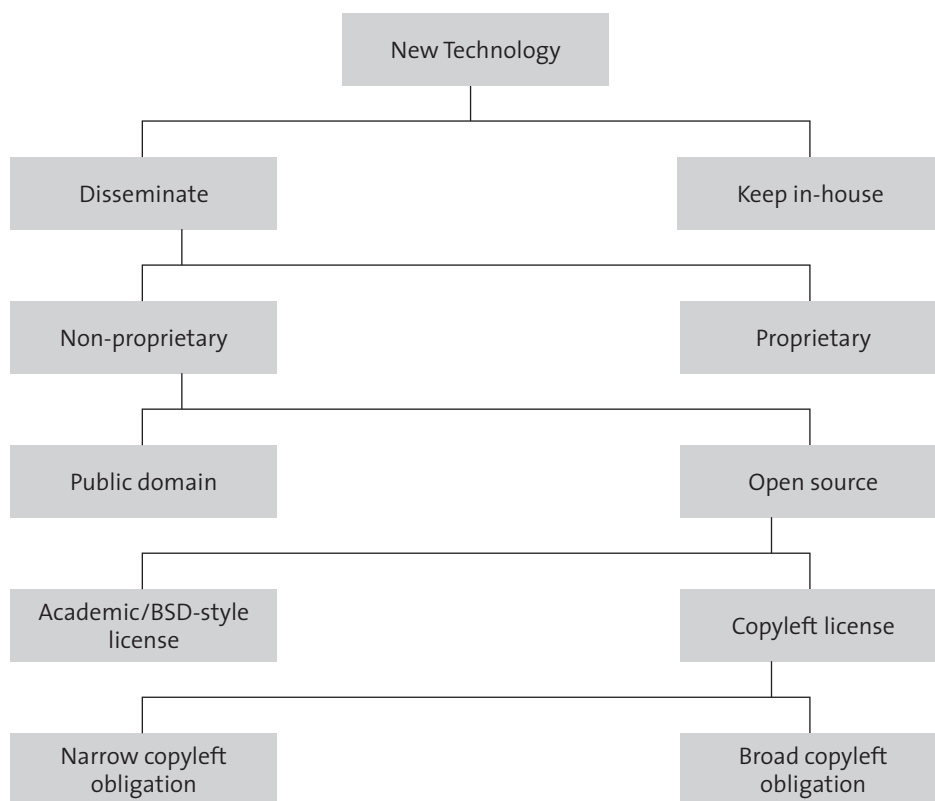 New Technology
Disseminate
Keep in-house
Non-proprietary
Proprietary
Public domain
Open source
Academic/BSD-style
license
Copyleft license
Narrow copyleft
obligation
Broad copyleft
obligation